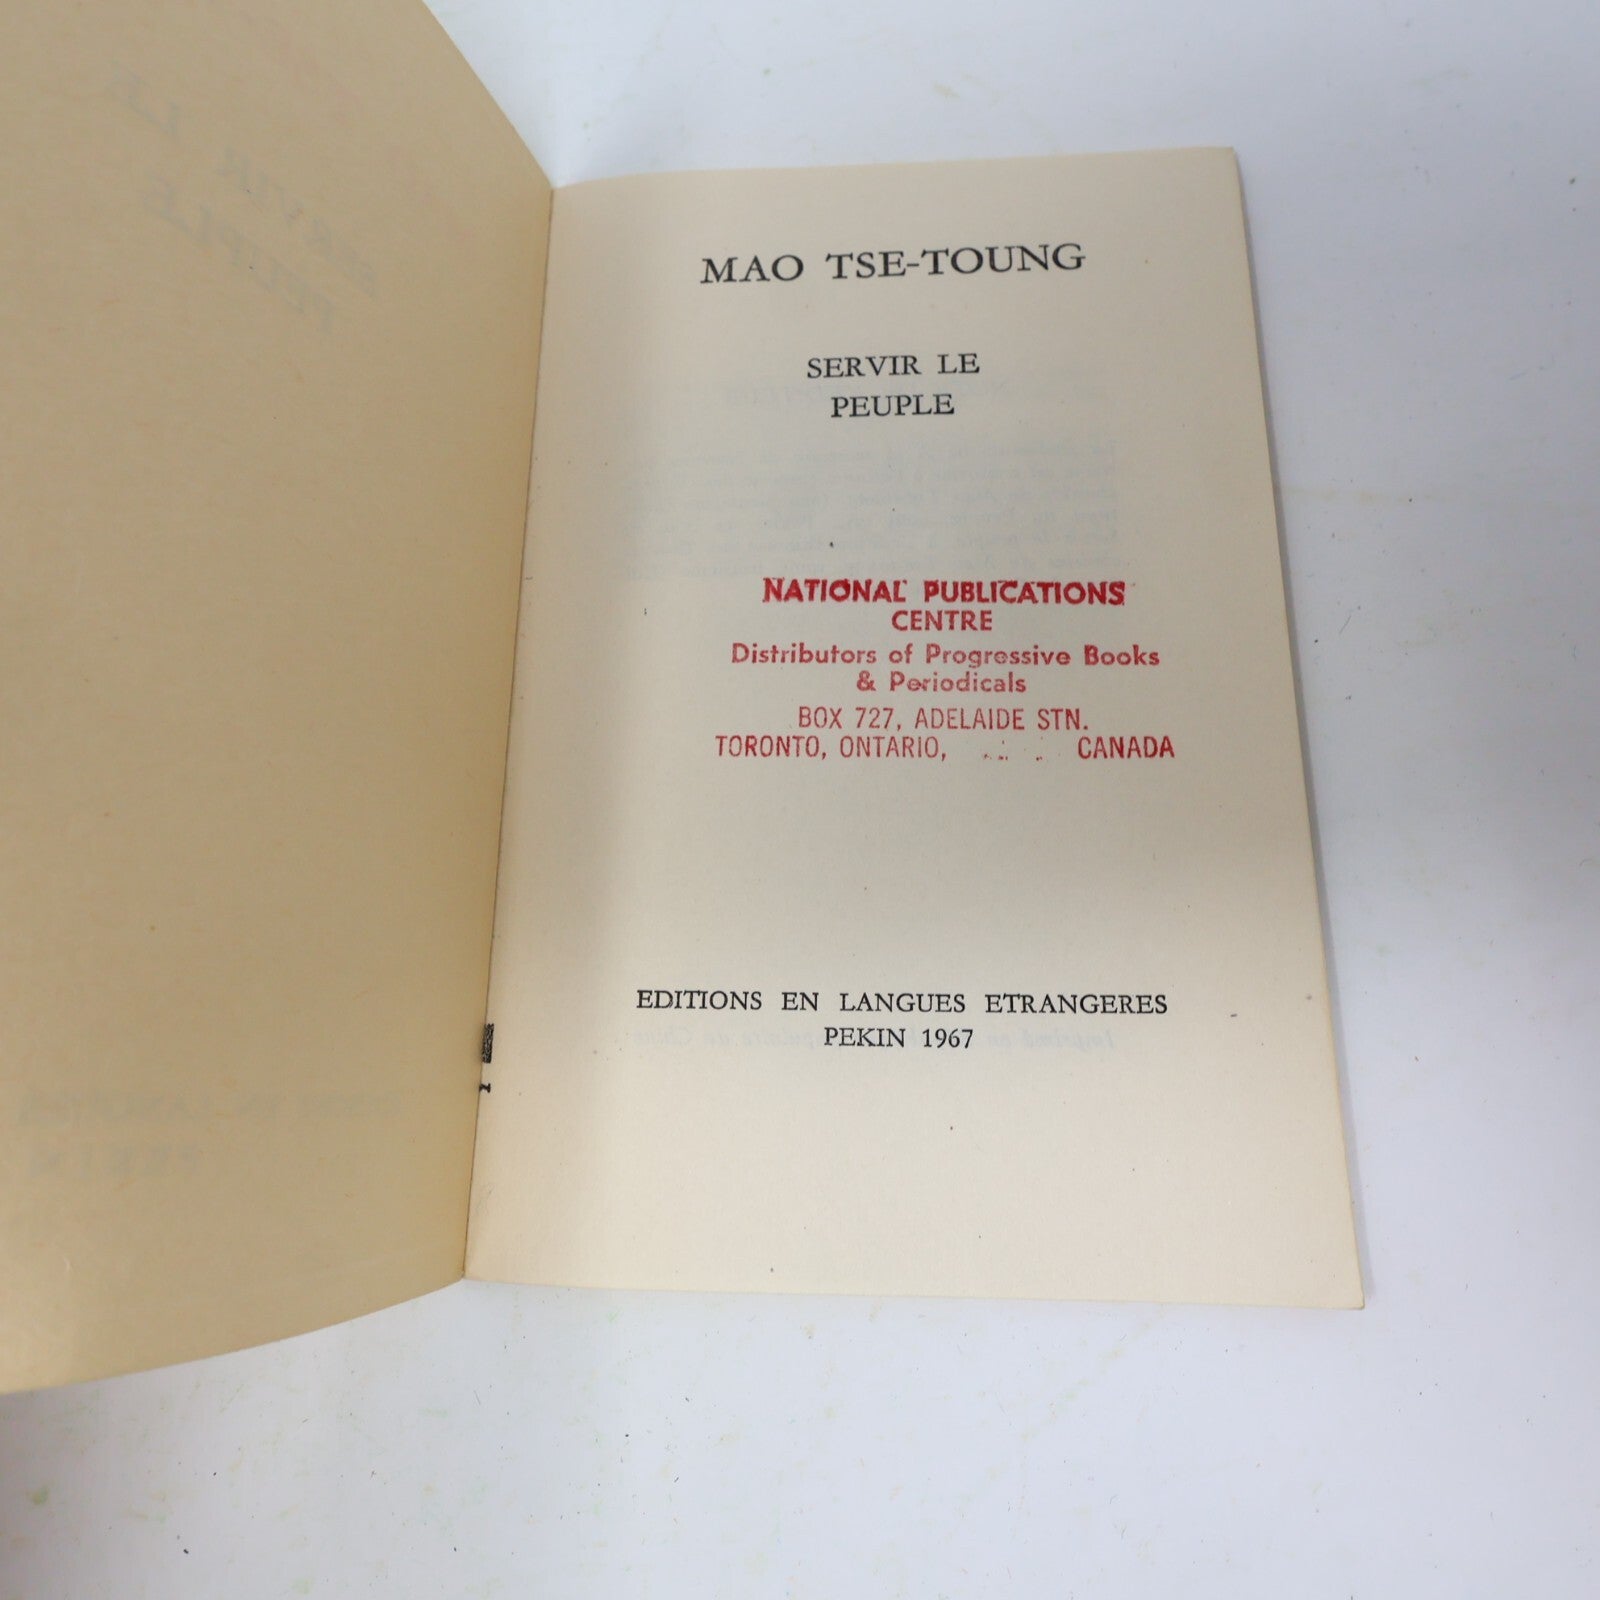 MAO TSE-TOUNG
SERVIR LE
PEUPLE
NATIONAL PUBLICATIONS
CENTRE
Distributors of Progressive Books
& Periodicals
BOX 727, ADELAIDE STN.
TORONTO, ONTARIO, CANADA
EDITIONS EN LANGUES ETRANGERES
PEKIN 1967